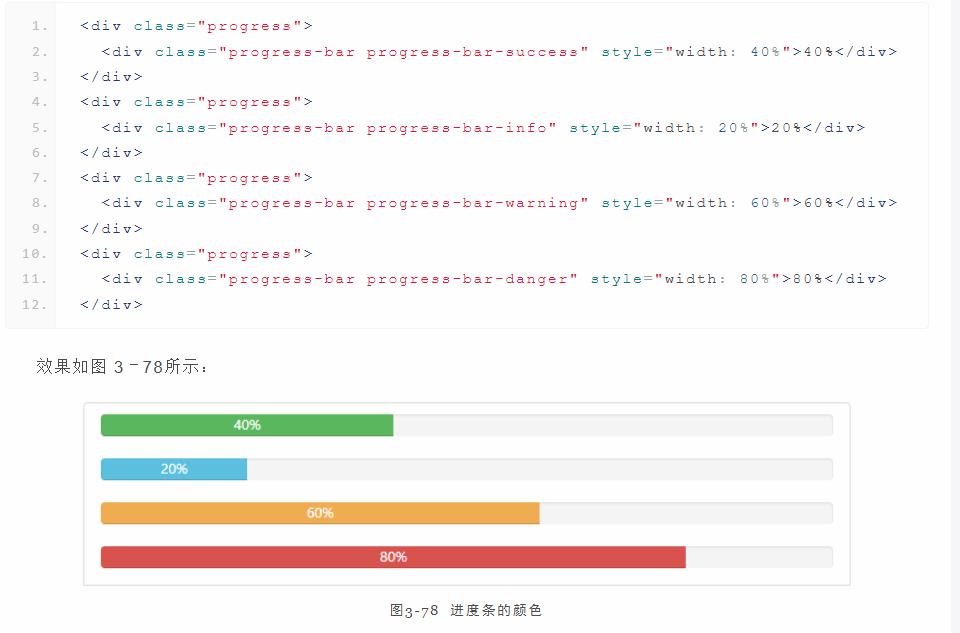 1. <div class="progress">
2. <div class="progress-bar progress-bar-success" style="width: 40%">40%</div>
3. </div>
4. <div class="progress">
5. <div class="progress-bar progress-bar-info" style="width: 20%">20%</div>
6. </div>
7. <div class="progress">
8. <div class="progress-bar progress-bar-warning" style="width: 60%">60%</div>
9. </div>
10. <div class="progress">
11. <div class="progress-bar progress-bar-danger" style="width: 80%">80%</div>
12. </div>
效果如图 3－78所示：
40%
20%
60%
80%
图3-78 进度条的颜色